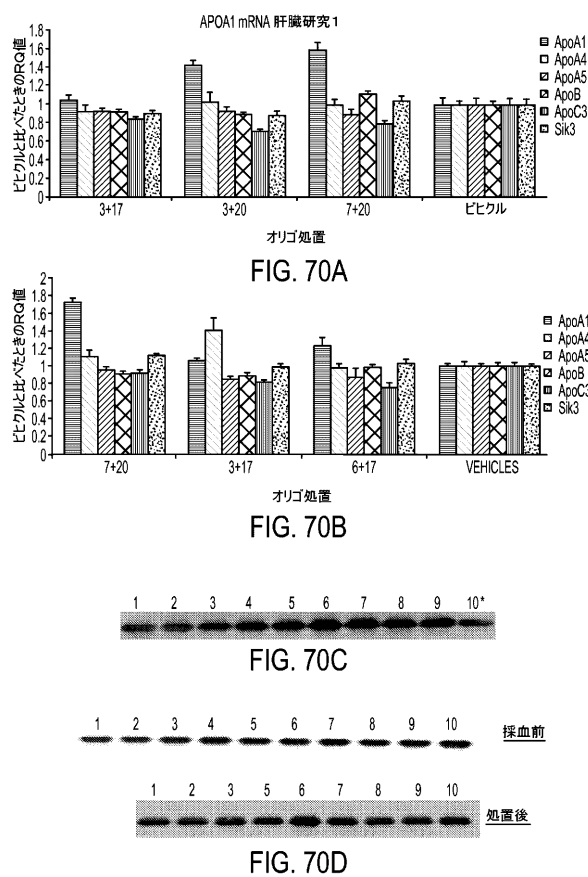 APOA1 mRNA 肝臓研究1
ビヒクルと比べたときのRQ値
1.8
1.6
1.4
1.2
1
0.8
0.6
0.4
0.2
0
3+17
3+20
7+20
ビヒクル
オリゴ処置
ApoA1
ApoA4
ApoA5
ApoB
ApoC3
Sik3
FIG. 70A
ビヒクルと比べたときのRQ値
2
1.8
1.6
1.4
1.2
1
0.8
0.6
0.4
0.2
0
7+20
3+17
6+17
VEHICLES
オリゴ処置
ApoA1
ApoA4
ApoA5
ApoB
ApoC3
Sik3
FIG. 70B
1 2 3 4 5 6 7 8 9 10*
FIG. 70C
1 2 3 4 5 6 7 8 9 10
採血前
1 2 3 5 6 7 8 9 10
処置後
FIG. 70D